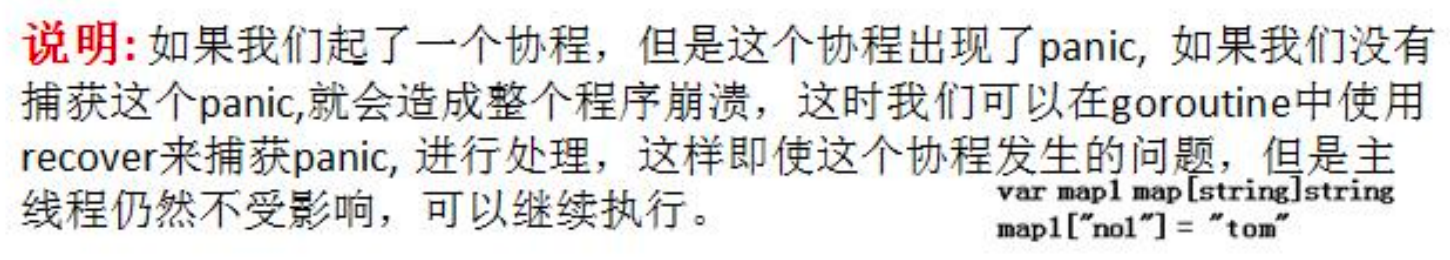 说明: 如果我们起了一个协程，但是这个协程出现了panic, 如果我们没有
捕获这个panic,就会造成整个程序崩溃，这时我们可以在goroutine中使用
recover来捕获panic, 进行处理，这样即使这个协程发生的问题，但是主
线程仍然不受影响，可以继续执行。
var map1 map[string]string
map1["no1"] = "tom"